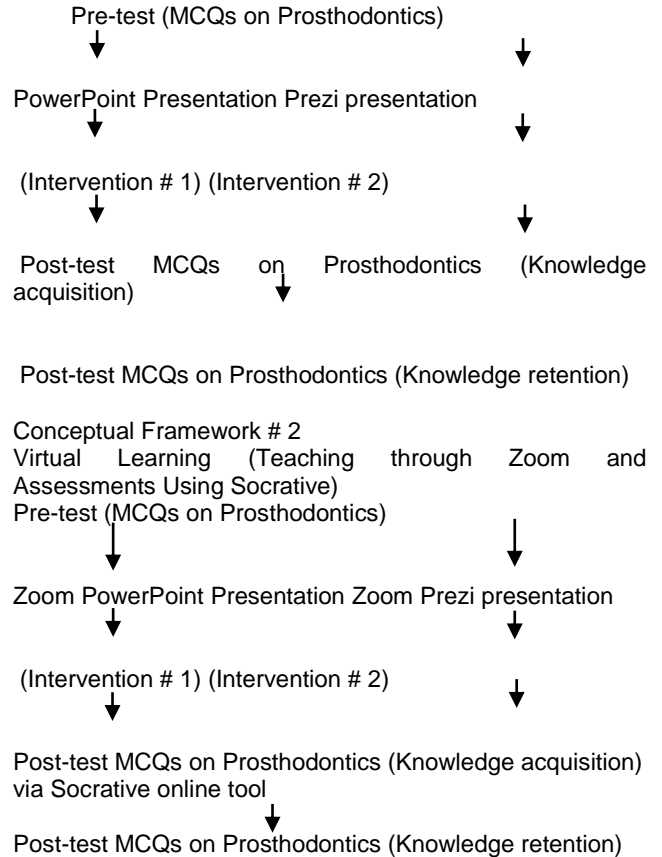 Pre-test (MCQs on Prosthodontics)
PowerPoint Presentation Prezi presentation
(Intervention # 1) (Intervention # 2)
Post-test MCQs on Prosthodontics (Knowledge
acquisition)
Post-test MCQs on Prosthodontics (Knowledge retention)
Conceptual Framework # 2
Virtual Learning (Teaching through Zoom and
Assessments Using Socrative)
Pre-test (MCQs on Prosthodontics)
Zoom PowerPoint Presentation Zoom Prezi presentation
(Intervention # 1) (Intervention # 2)
Post-test MCQs on Prosthodontics (Knowledge acquisition)
via Socrative online tool
Post-test MCQs on Prosthodontics (Knowledge retention)